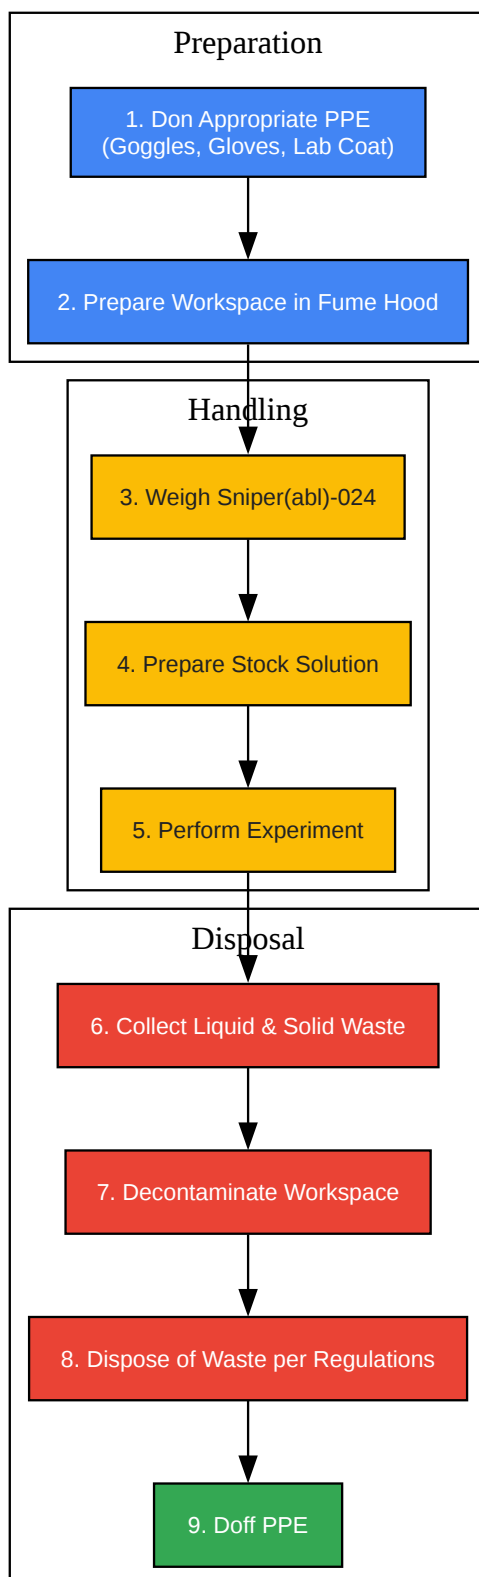 Preparation
1. Don Appropriate PPE
(Goggles, Gloves, Lab Coat)
2. Prepare Workspace in Fume Hood
Handling
3. Weigh Sniper(abl)-024
4. Prepare Stock Solution
5. Perform Experiment
Disposal
6. Collect Liquid & Solid Waste
7. Decontaminate Workspace
8. Dispose of Waste per Regulations
9. Doff PPE